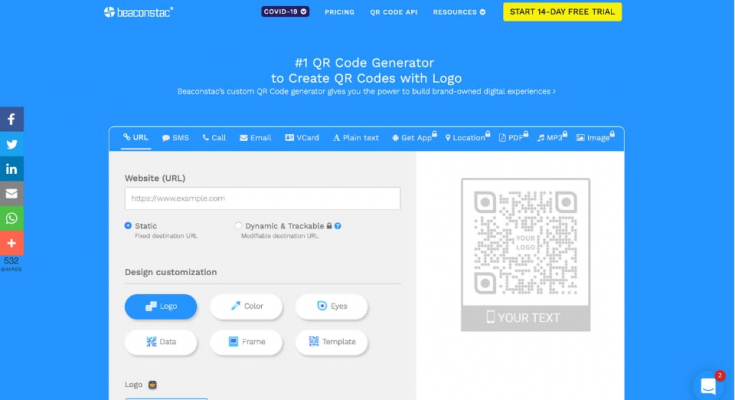 beaconstac
COVID-19
PRICING
QR CODE API
RESOURCES
START 14-DAY FREE TRIAL
#1 QR Code Generator
to Create QR Codes with Logo
Beaconstac's custom QR Code generator gives you the power to build brand-owned digital experiences >
URL
SMS
Call
Email
VCard
Plain text
Get App
Location
PDF
MP3
Image
Website (URL)
https://www.example.com
Static
Fixed destination URL
Dynamic & Trackable
Modifiable destination URL
Design customization
Logo
Color
Eyes
Data
Frame
Template
Logo
YOUR
LOGO
YOUR TEXT
532
SHARES
2